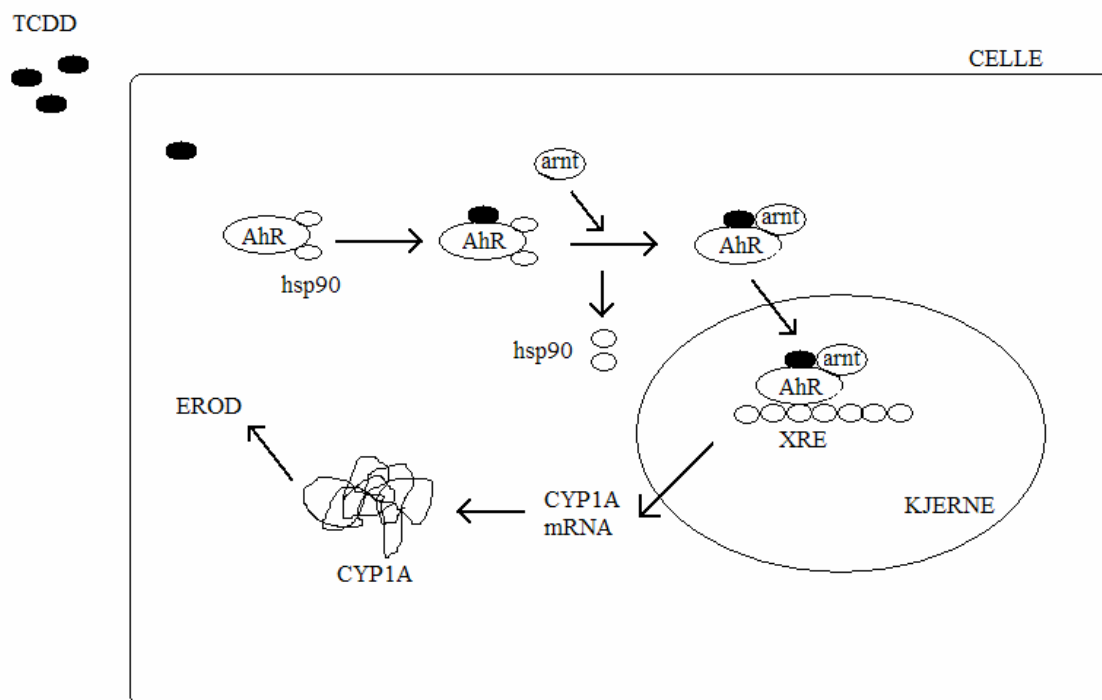 TCDD
CELLE
arnt
AhR
hsp90
AhR
arnt
AhR
hsp90
arnt
AhR
XRE
KJERNE
CYP1A
mRNA
CYP1A
EROD